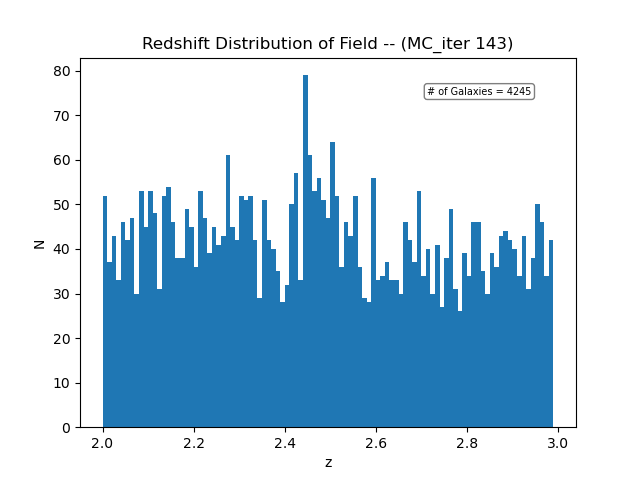 Redshift Distribution of Field -- (MC_iter 143)
# of Galaxies = 4245
80
70
60
50
40
30
20
10
0
N
2.0 2.2 2.4 2.6 2.8 3.0
z